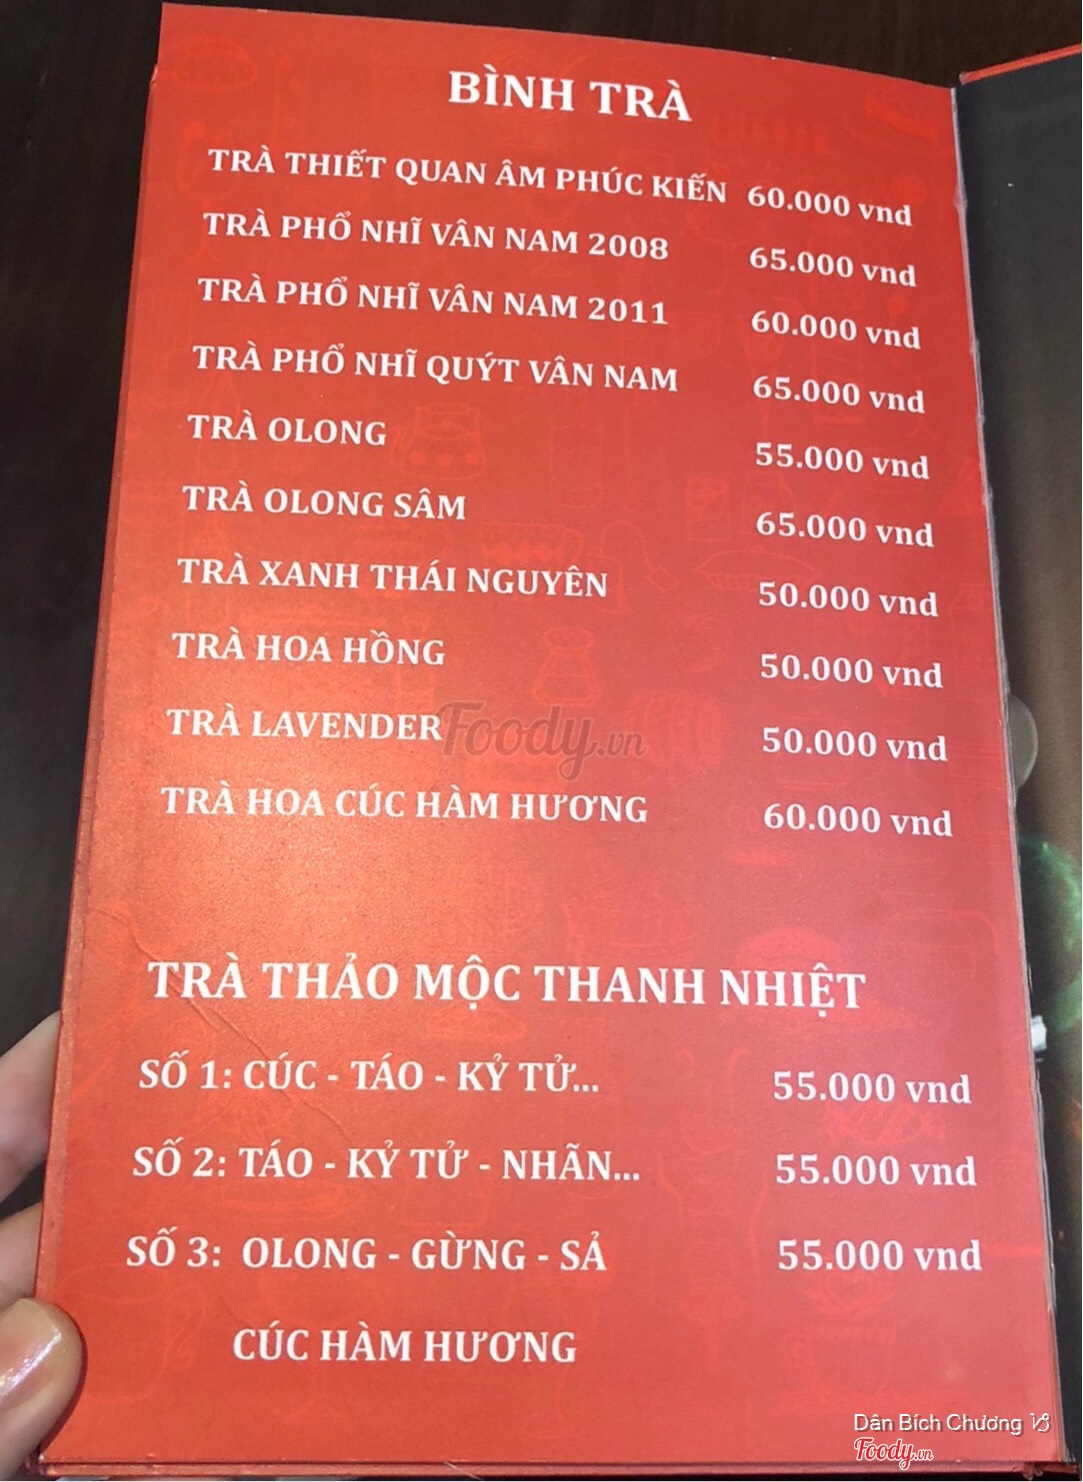 BÌNH TRÀ
TRÀ THIẾT QUAN ÂM PHÚC KIẾN 60.000 vnd
TRÀ PHỔ NHĨ VÂN NAM 2008 65.000 vnd
TRÀ PHỔ NHĨ VÂN NAM 2011 60.000 vnd
TRÀ PHỔ NHĨ QUÝT VÂN NAM 65.000 vnd
TRÀ OLONG 55.000 vnd
TRÀ OLONG SÂM 65.000 vnd
TRÀ XANH THÁI NGUYÊN 50.000 vnd
TRÀ HOA HỒNG 50.000 vnd
TRÀ LAVENDER 50.000 vnd
Foody.vn
TRÀ HOA CÚC HÀM HƯƠNG 60.000 vnd
TRÀ THẢO MỘC THANH NHIỆT
SỐ 1: CÚC - TÁO - KỶ TỬ... 55.000 vnd
SỐ 2: TÁO - KỶ TỬ - NHÃN... 55.000 vnd
SỐ 3: OLONG - GỪNG - SẢ 55.000 vnd
CÚC HÀM HƯƠNG
Dân Bích Chương ♑
Foody.vn